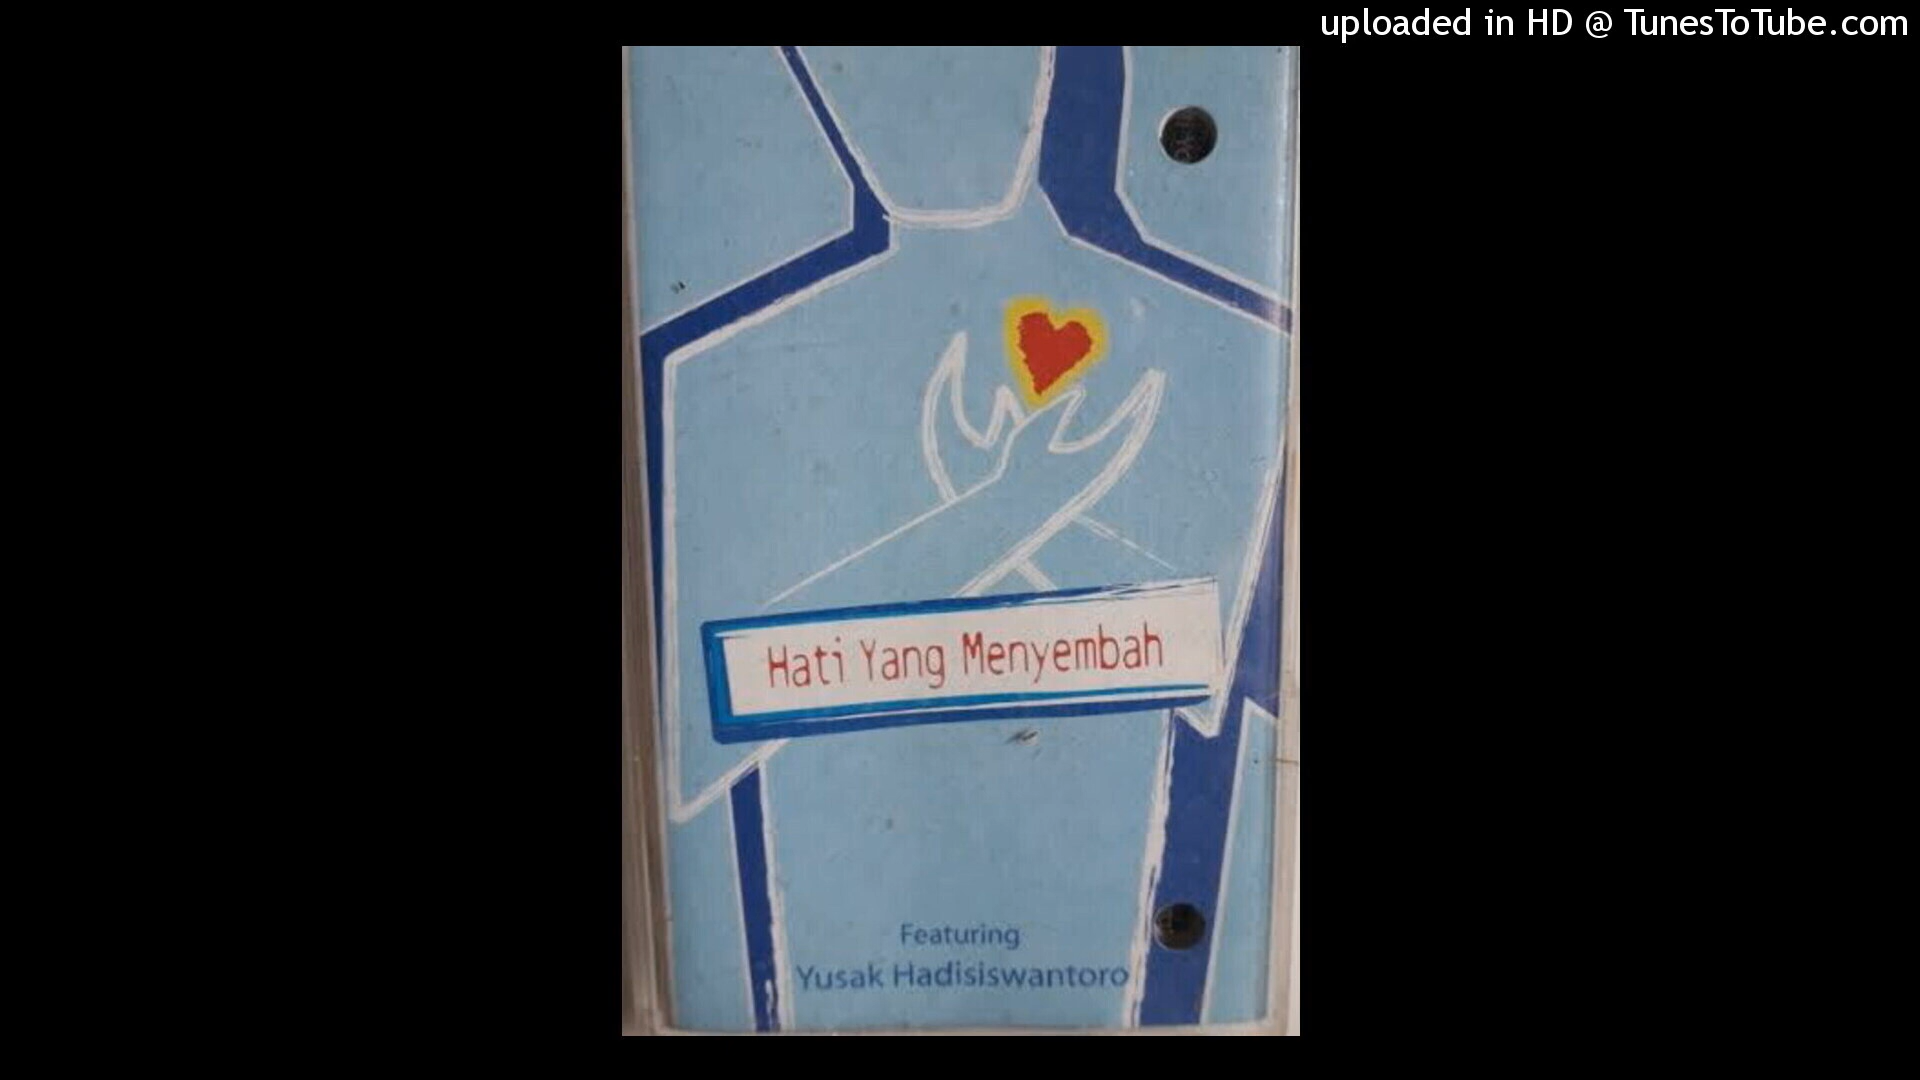 uploaded in HD @ TunesToTube.com
Hati Yang Menyembah
Featuring
Yusak Hadisiswantoro